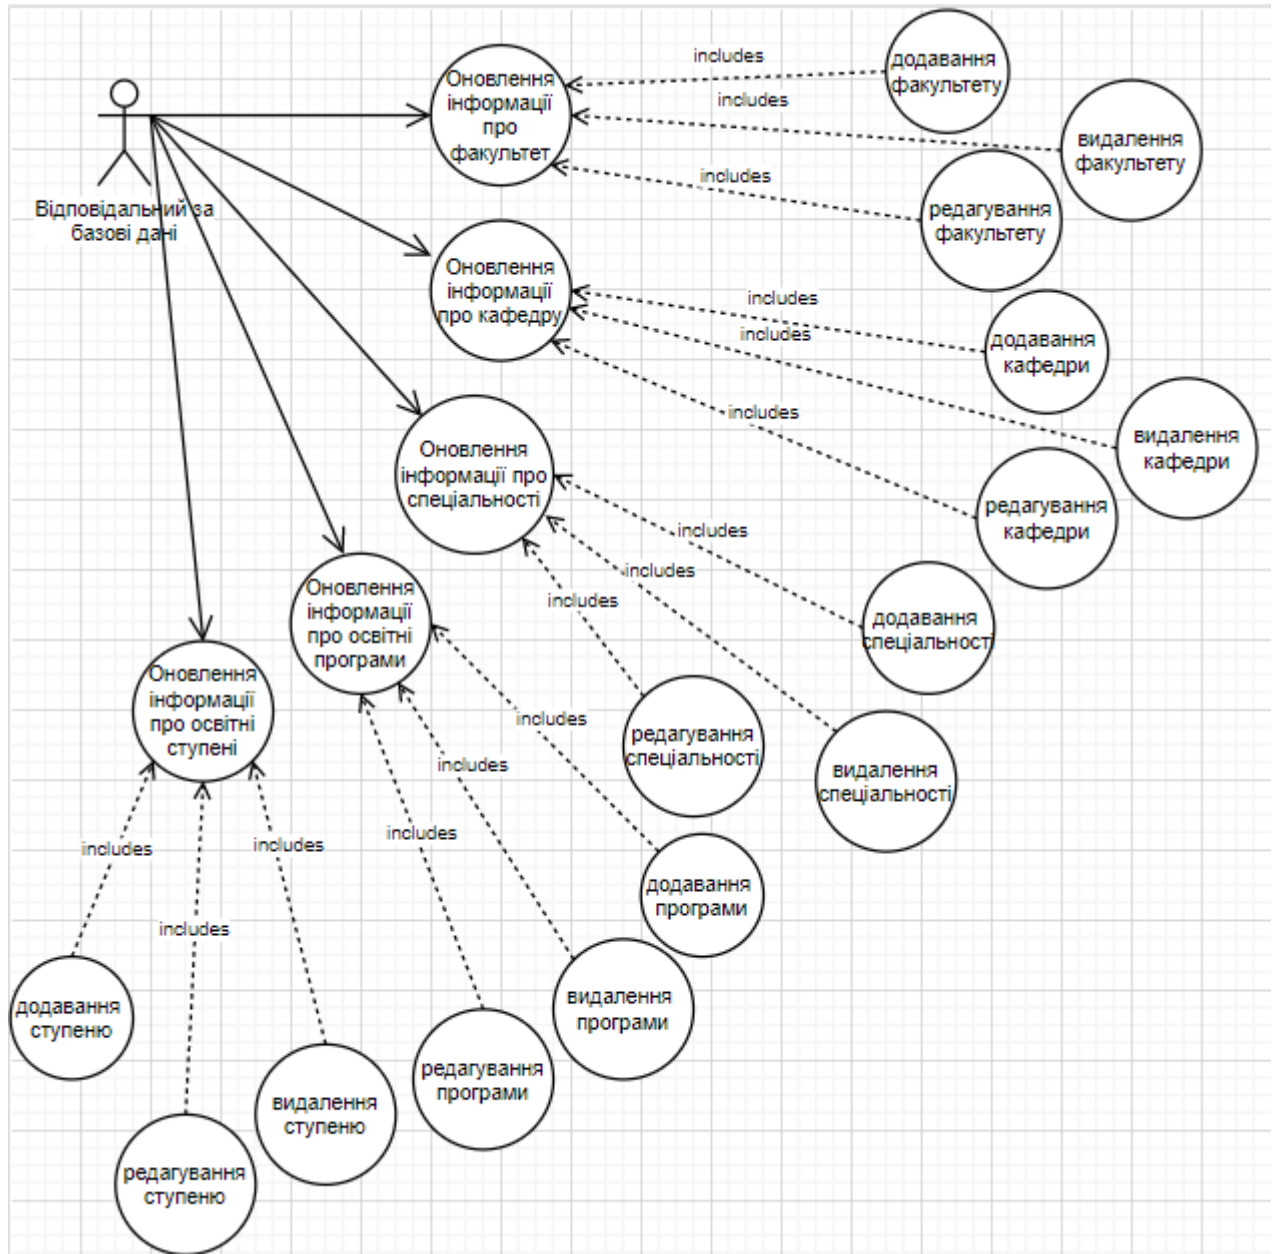 Відповідальний за
базові дані
Оновлення
інформації
про
факультет
includes
додавання
факультету
includes
видалення
факультету
includes
редагування
факультету
Оновлення
інформації
про кафедру
includes
додавання
кафедри
includes
видалення
кафедри
includes
редагування
кафедри
Оновлення
інформації про
спеціальності
includes
додавання
спеціальності
includes
видалення
спеціальності
includes
редагування
спеціальності
Оновлення
інформації
про освітні
програми
includes
додавання
програми
includes
видалення
програми
includes
редагування
програми
Оновлення
інформації
про освітні
ступені
includes
додавання
ступеню
includes
редагування
ступеню
includes
видалення
ступеню